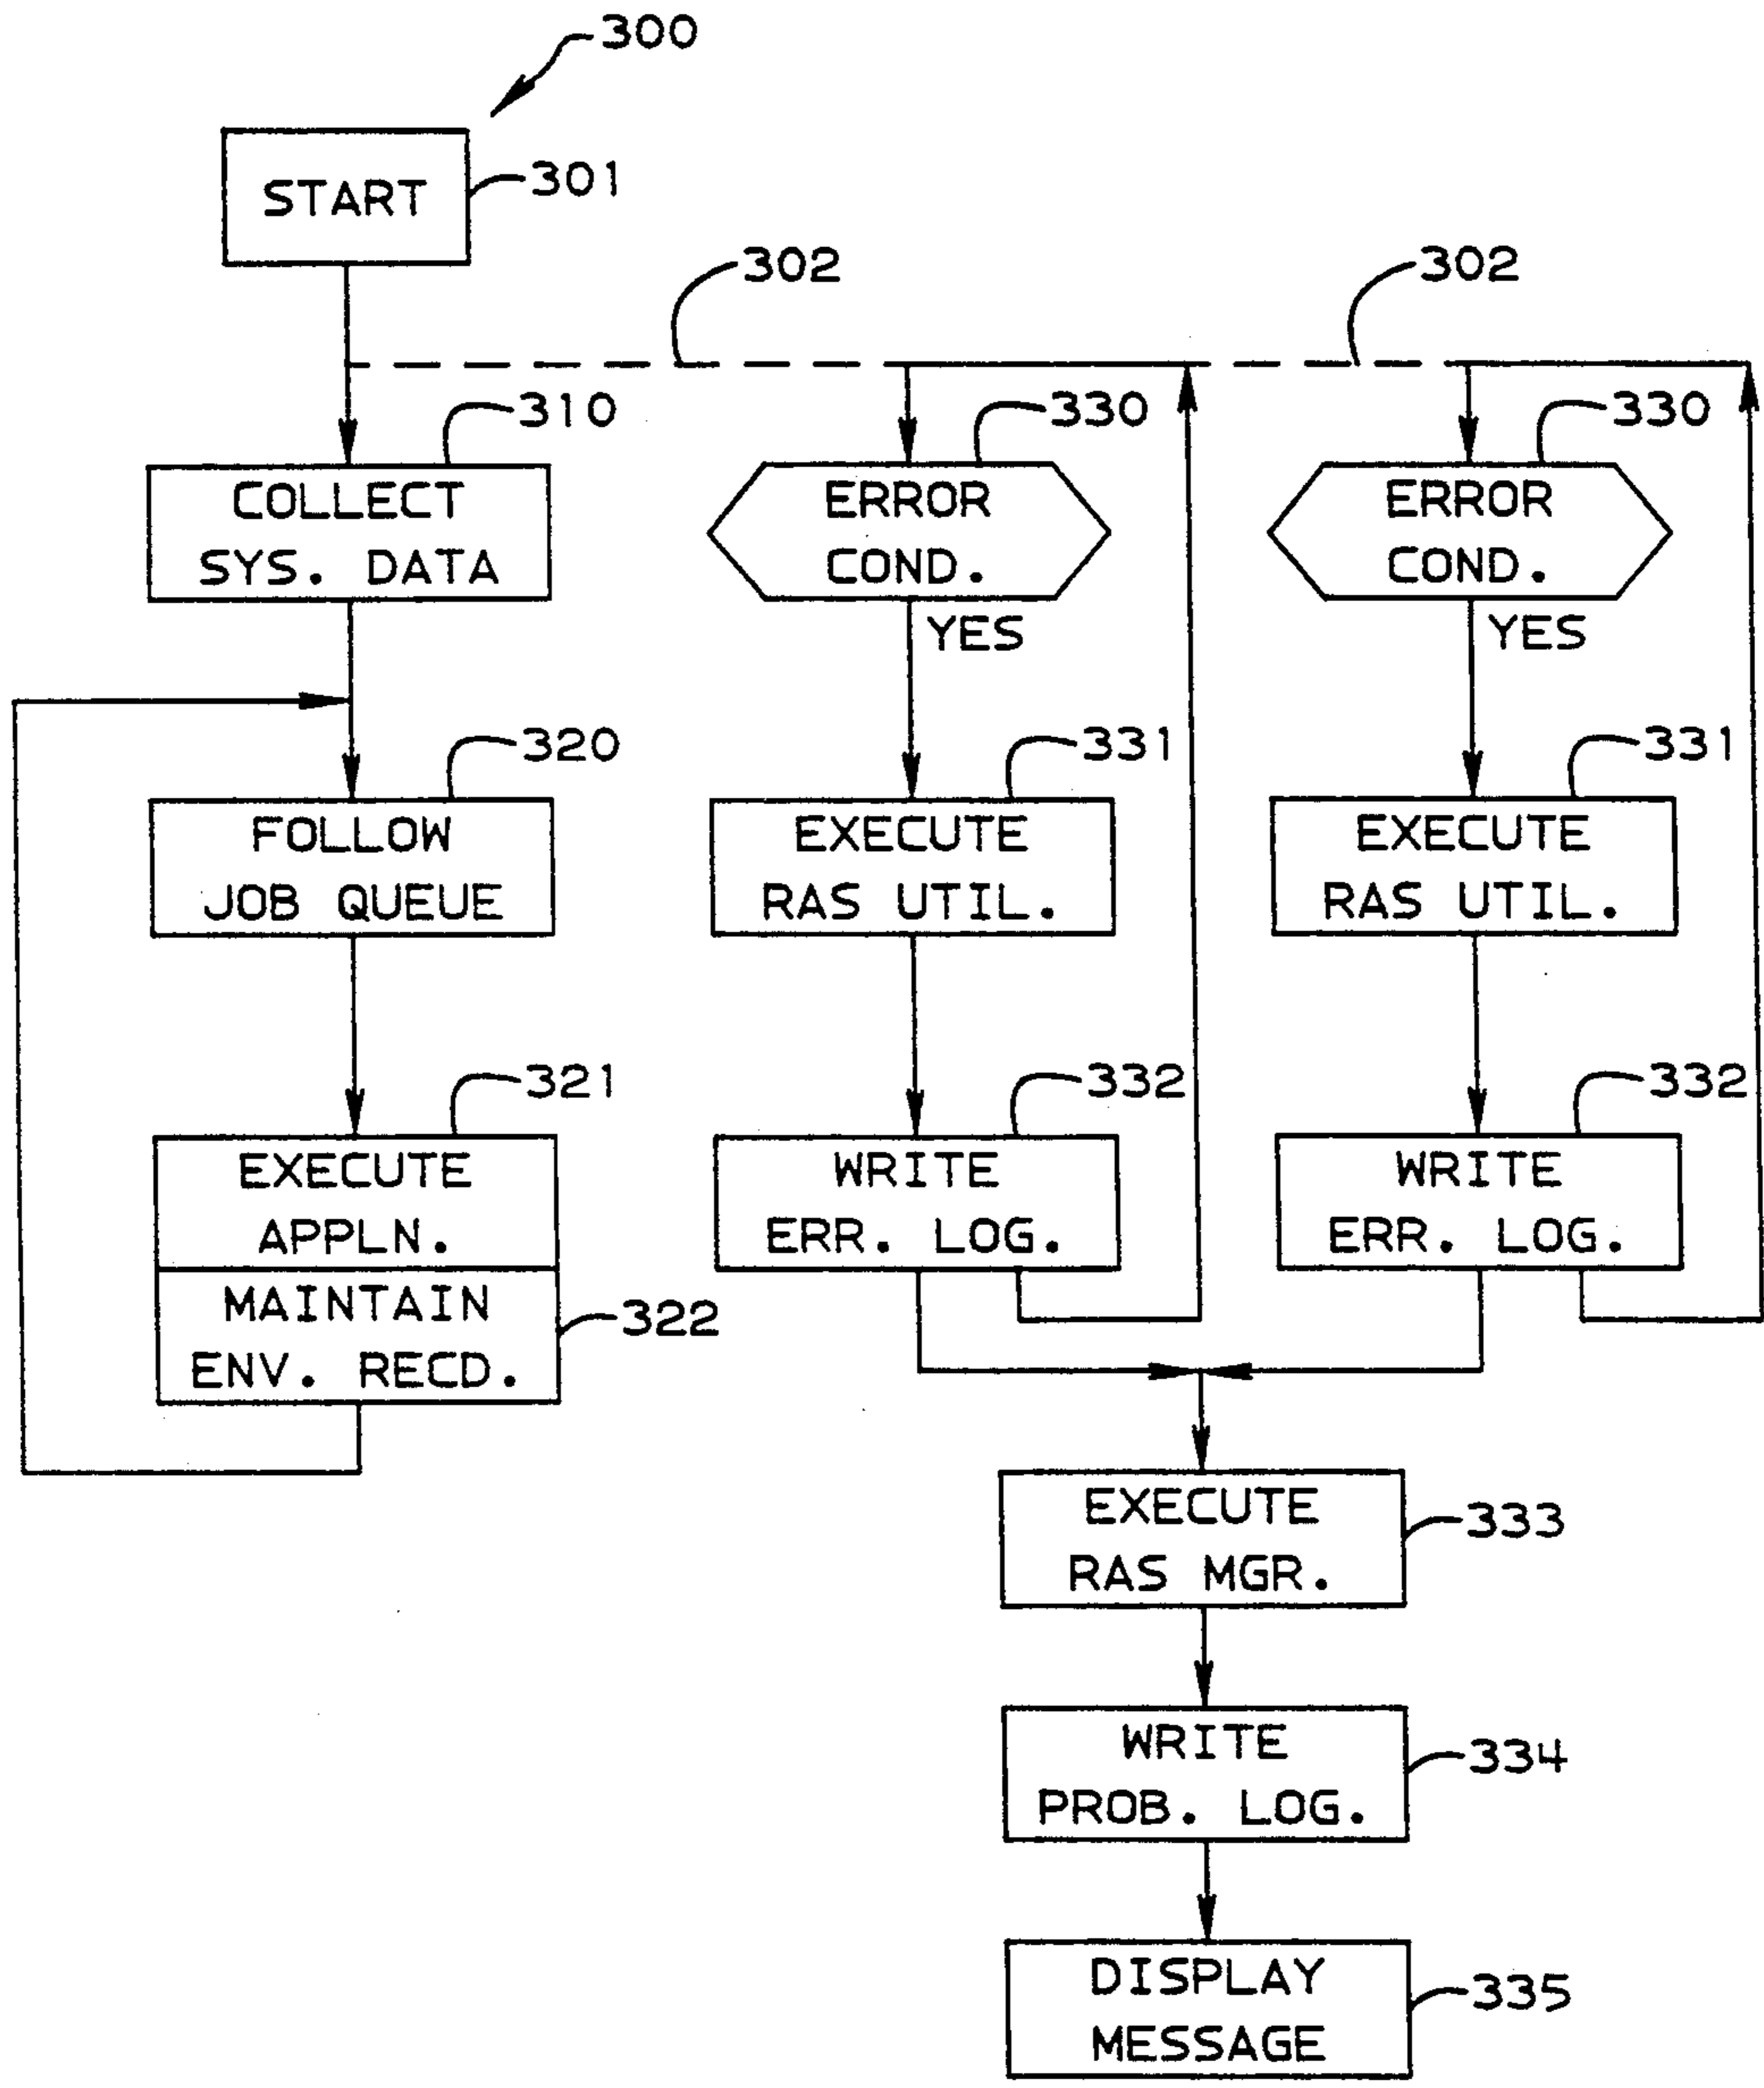 300
START
301
302
302
310
330
330
COLLECT
SYS. DATA
ERROR
COND.
ERROR
COND.
YES
YES
320
331
331
FOLLOW
JOB QUEUE
EXECUTE
RAS UTIL.
EXECUTE
RAS UTIL.
321
332
332
EXECUTE
APPLN.
WRITE
ERR. LOG.
WRITE
ERR. LOG.
MAINTAIN
ENV. RECD.
322
EXECUTE
RAS MGR.
333
WRITE
PROB. LOG.
334
DISPLAY
MESSAGE
335